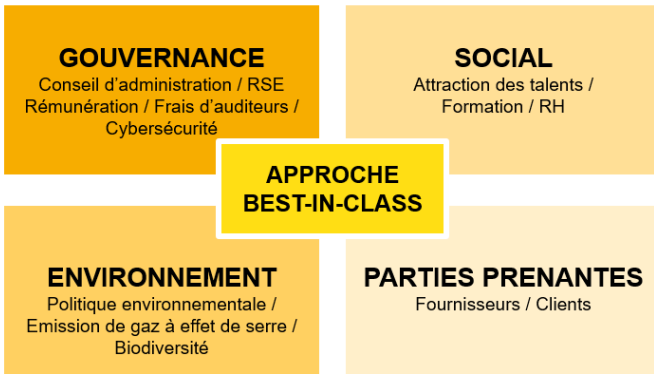 GOUVERNANCE
Conseil d'administration / RSE
Rémunération / Frais d'auditeurs /
Cybersécurité
SOCIAL
Attraction des talents /
Formation / RH
APPROCHE
BEST-IN-CLASS
ENVIRONNEMENT
Politique environnementale /
Emission de gaz à effet de serre /
Biodiversité
PARTIES PRENANTES
Fournisseurs / Clients